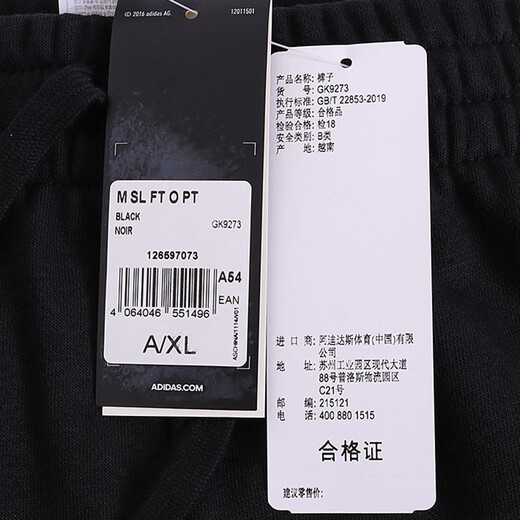 © 2016 adidas AG.
12011501
M SL FT O PT
BLACK
NOIR
GK9273
126597073
A54
EAN
4 064046 551496
A/XL
ADIDAS.COM
产品名称: 裤子
货 号: GK9273
执行标准: GB/T 22853-2019
产品等级: 合格品
检验合格: 检18
安全类别: B类
产 地: 越南
进 口 商: 阿迪达斯体育(中国)有限
公司
地址: 苏州工业园区现代大道
88号普洛斯物流园区
C21号
邮编: 215121
电话: 400 880 1515
合格证
建议零售价: